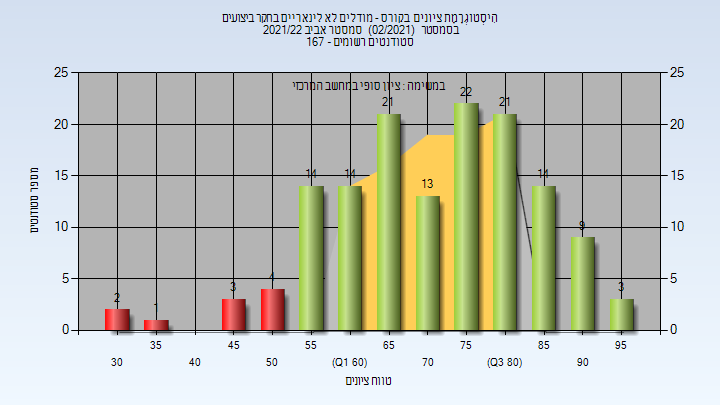 היסטוגרמת ציונים בקורס - מודלים לא לינאריים בחקר ביצועים
בסמסטר (02/2021) סמסטר אביב 2021/22
סטודנטים רשומים - 167
במשימה : ציון סופי במחשב המרכזי
25 25
20 20
15 15
10 10
5 5
0 0
מספר סטודנטים
2 1 3 4 14 14 21 13 22 21 14 9 3
35 45 55 65 75 85 95
30 40 50 (Q1 60) 70 (Q3 80) 90
טווח ציונים